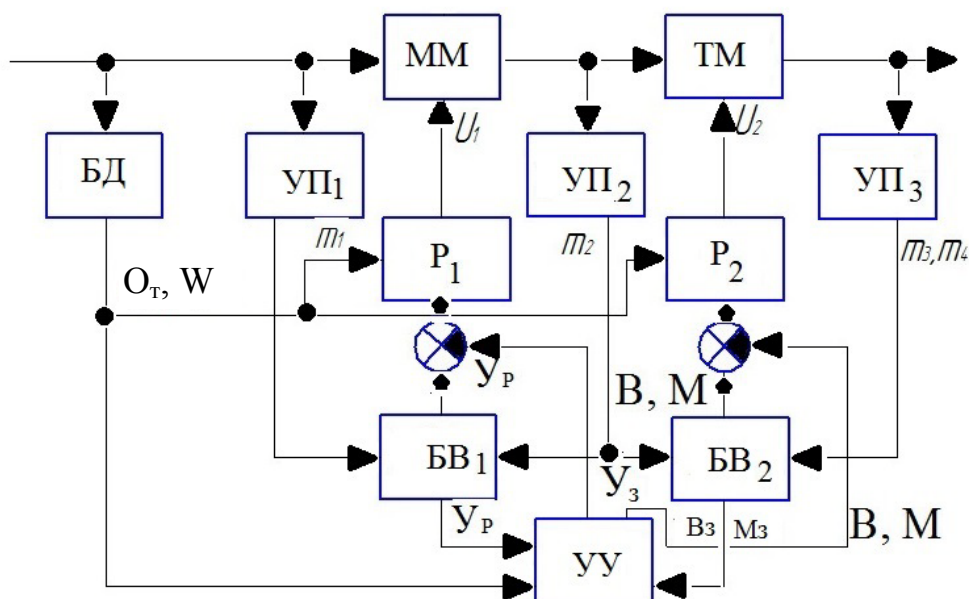 ММ
ТМ
U₁
U₂
БД
УП₁
УП₂
УП₃
m₁
m₂
m₃,m₄
Р₁
Р₂
Oт, W
Ур
В, М
БВ₁
БВ₂
Уз
Ур
Вз
Мз
В, М
УУ